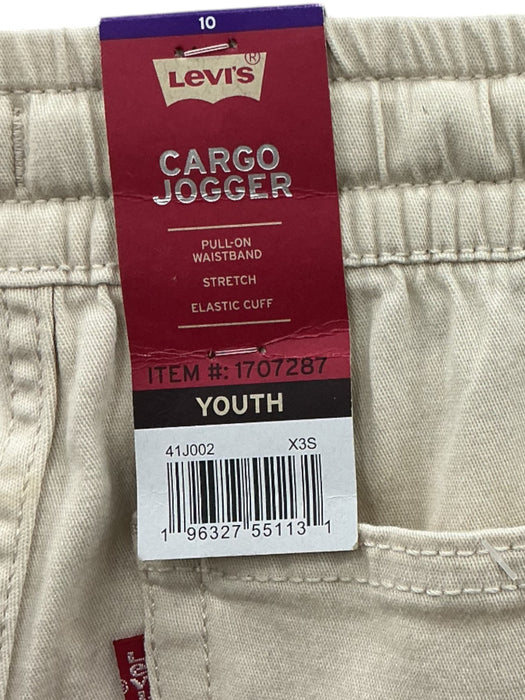 10
LEVI'S®
CARGO
JOGGER
PULL-ON
WAISTBAND
STRETCH
ELASTIC CUFF
ITEM #: 1707287
YOUTH
41J002 X3S
1 96327 55113 1
Levi's
®